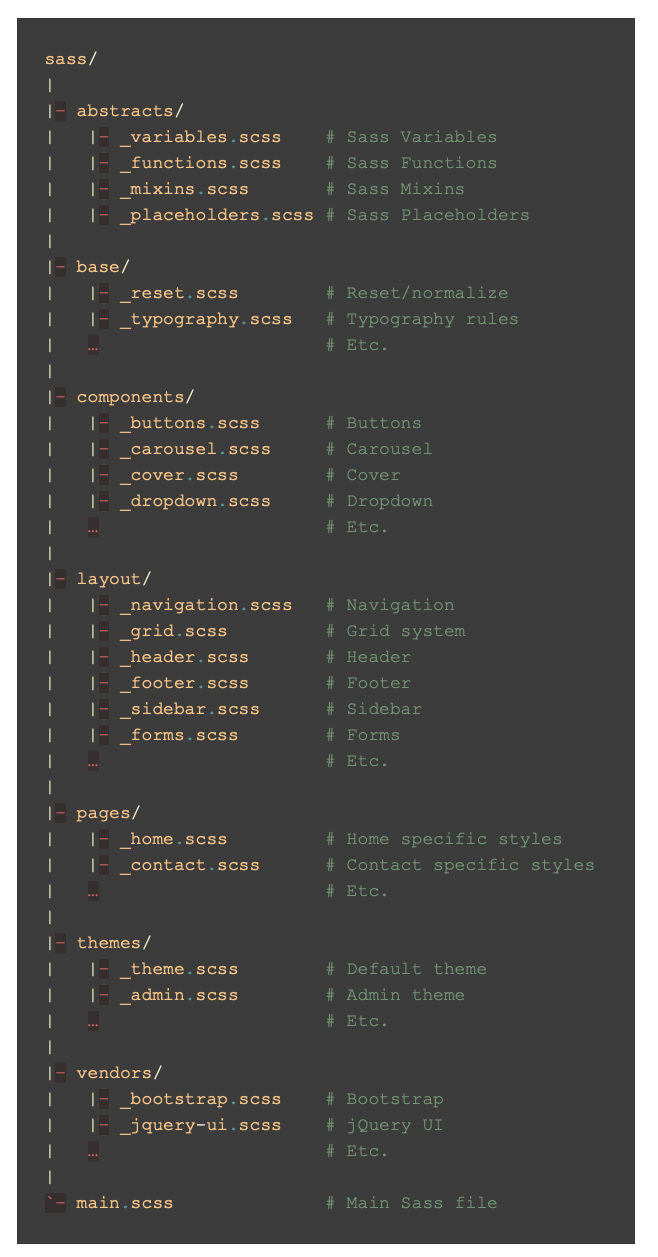 sass/
|
|- abstracts/
|   |- _variables.scss    # Sass Variables
|   |- _functions.scss    # Sass Functions
|   |- _mixins.scss       # Sass Mixins
|   |- _placeholders.scss # Sass Placeholders
|
|- base/
|   |- _reset.scss        # Reset/normalize
|   |- _typography.scss   # Typography rules
|   …                     # Etc.
|
|- components/
|   |- _buttons.scss      # Buttons
|   |- _carousel.scss     # Carousel
|   |- _cover.scss        # Cover
|   |- _dropdown.scss     # Dropdown
|   …                     # Etc.
|
|- layout/
|   |- _navigation.scss   # Navigation
|   |- _grid.scss         # Grid system
|   |- _header.scss       # Header
|   |- _footer.scss       # Footer
|   |- _sidebar.scss      # Sidebar
|   |- _forms.scss        # Forms
|   …                     # Etc.
|
|- pages/
|   |- _home.scss         # Home specific styles
|   |- _contact.scss      # Contact specific styles
|   …                     # Etc.
|
|- themes/
|   |- _theme.scss        # Default theme
|   |- _admin.scss        # Admin theme
|   …                     # Etc.
|
|- vendors/
|   |- _bootstrap.scss    # Bootstrap
|   |- _jquery-ui.scss    # jQuery UI
|   …                     # Etc.
|
`- main.scss              # Main Sass file